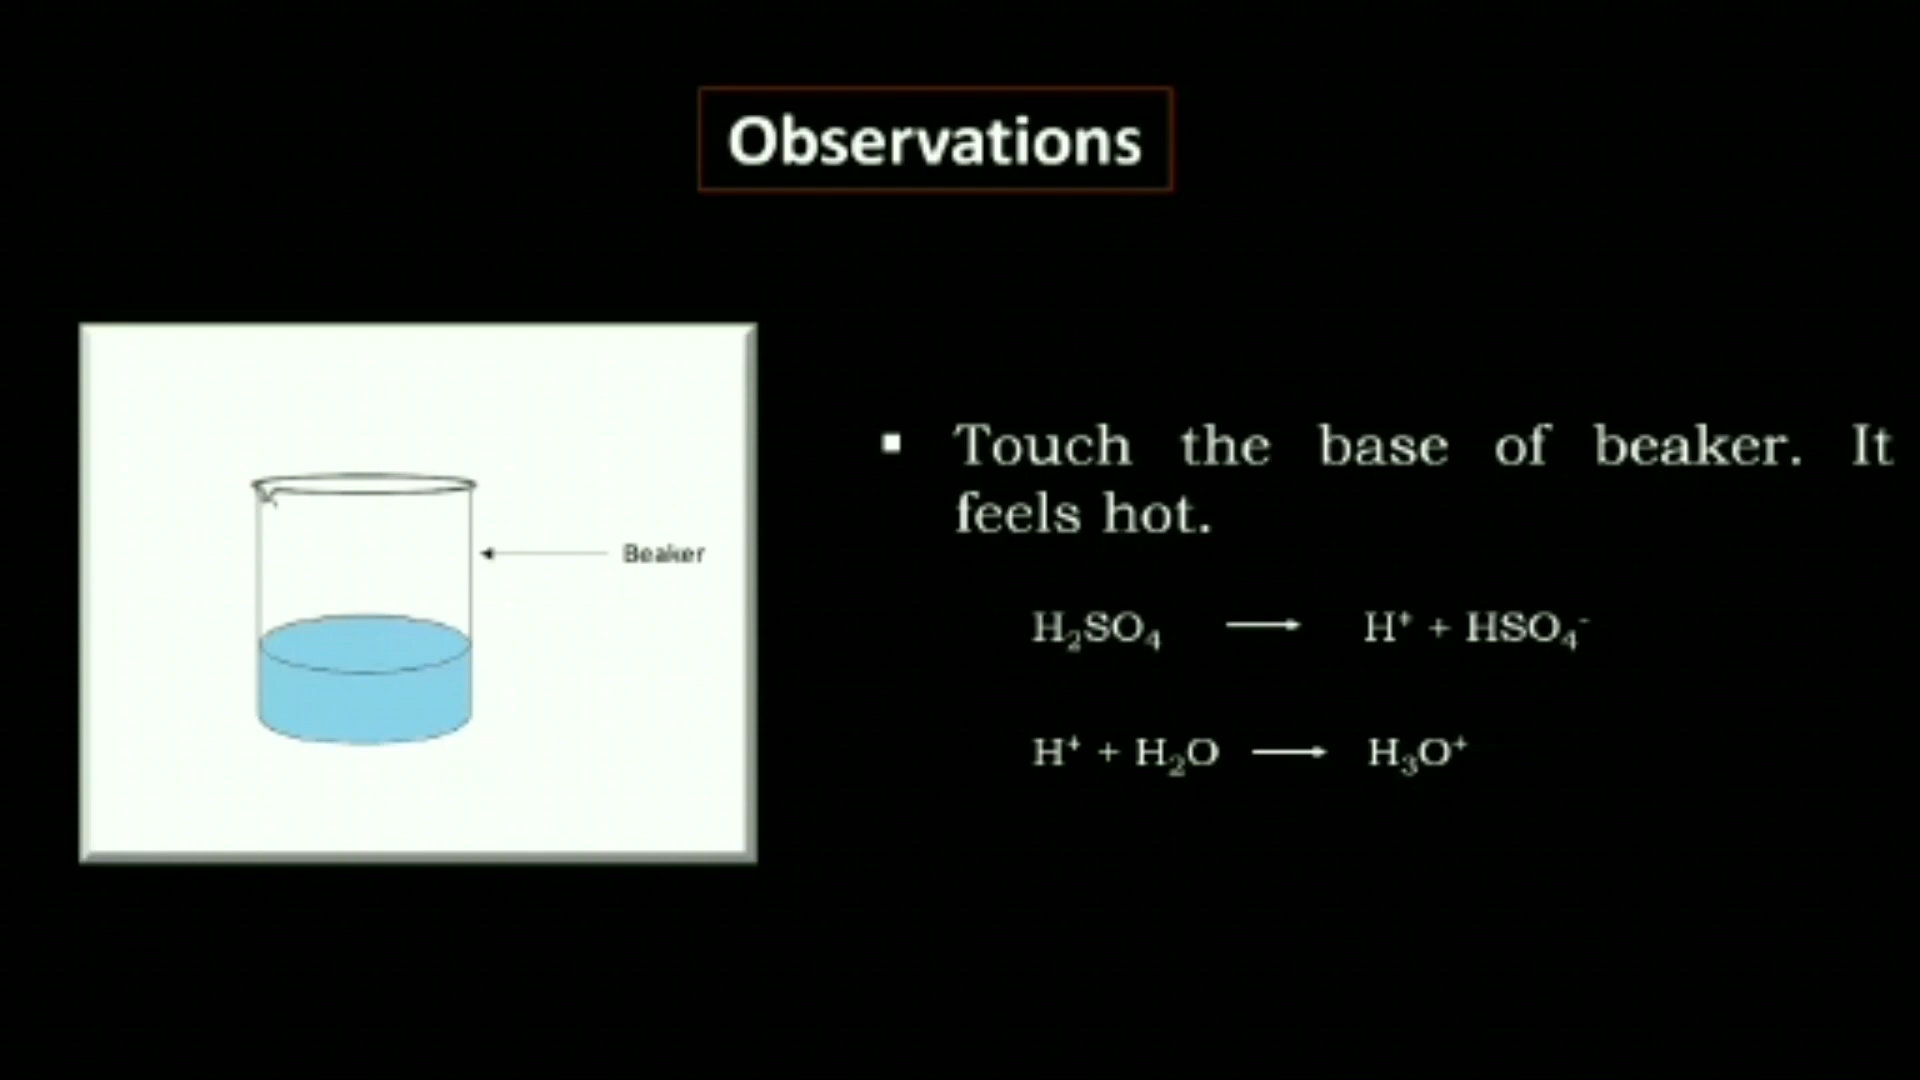 Observations
Beaker
▪ Touch the base of beaker. It
feels hot.
H₂SO₄ ⟶ H⁺ + HSO₄⁻
H⁺ + H₂O ⟶ H₃O⁺